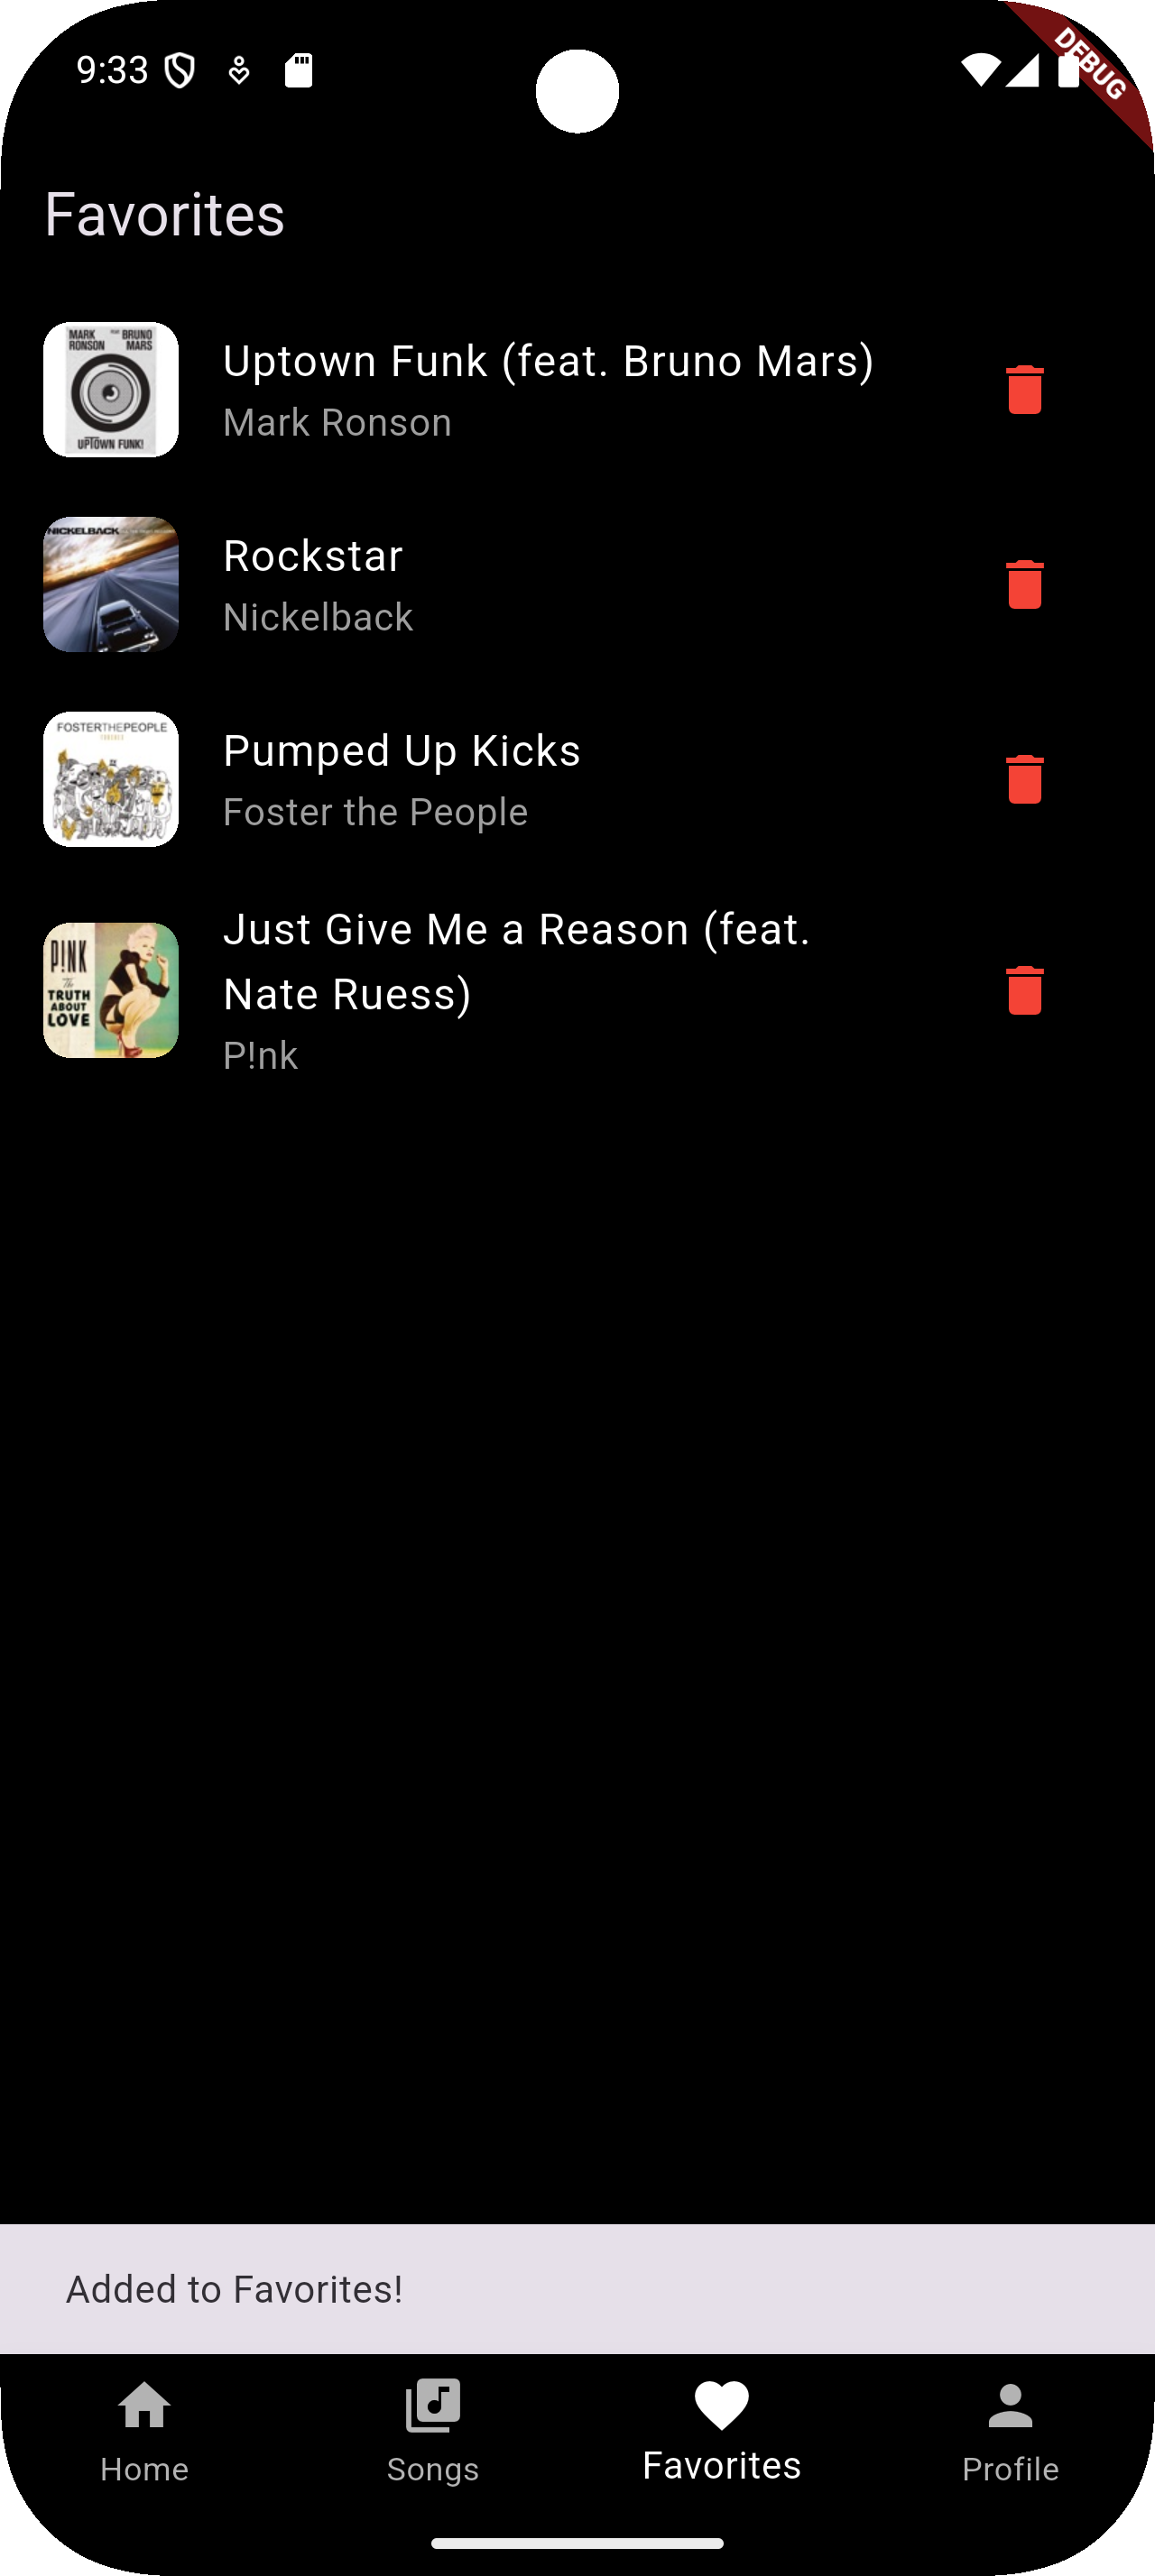 9:33
DEBUG
Favorites
MARK RONSON FEAT BRUNO MARS
UPTOWN FUNK!
Uptown Funk (feat. Bruno Mars)
Mark Ronson
NICKELBACK
Rockstar
Nickelback
FOSTERTHEPEOPLE
TORCHES
Pumped Up Kicks
Foster the People
P!NK
The
TRUTH
ABOUT
LOVE
Just Give Me a Reason (feat.
Nate Ruess)
P!nk
Added to Favorites!
Home
Songs
Favorites
Profile